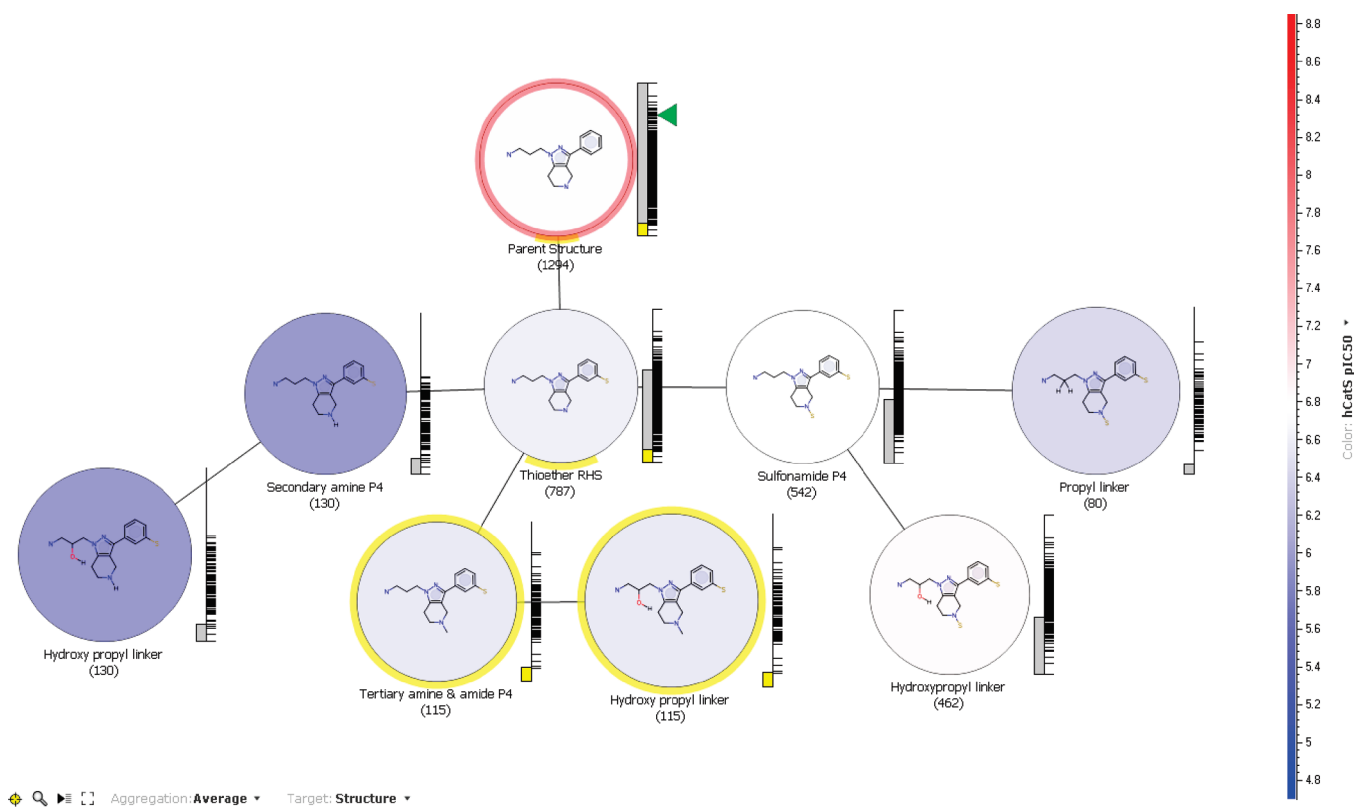 8.8
8.6
8.4
8.2
8
7.8
7.6
7.4
7.2
7
6.8
6.6
6.4
6.2
6
5.8
5.6
5.4
5.2
5
4.8
Color: hCatS pIC50
N
N
N
N
Parent Structure
(1294)
N
N
N
N
H
S
Secondary amine P4
(130)
N
N
N
N
S
Thioether RHS
(787)
N
N
N
N
S
S
Sulfonamide P4
(542)
N
H
H
N
N
N
S
S
Propyl linker
(80)
N
O
H
N
N
N
H
S
Hydroxy propyl linker
(130)
N
N
N
N
S
Tertiary amine & amide P4
(115)
N
O
H
N
N
N
S
Hydroxy propyl linker
(115)
N
O
H
N
N
N
S
S
Hydroxypropyl linker
(462)
Aggregation: Average Target: Structure